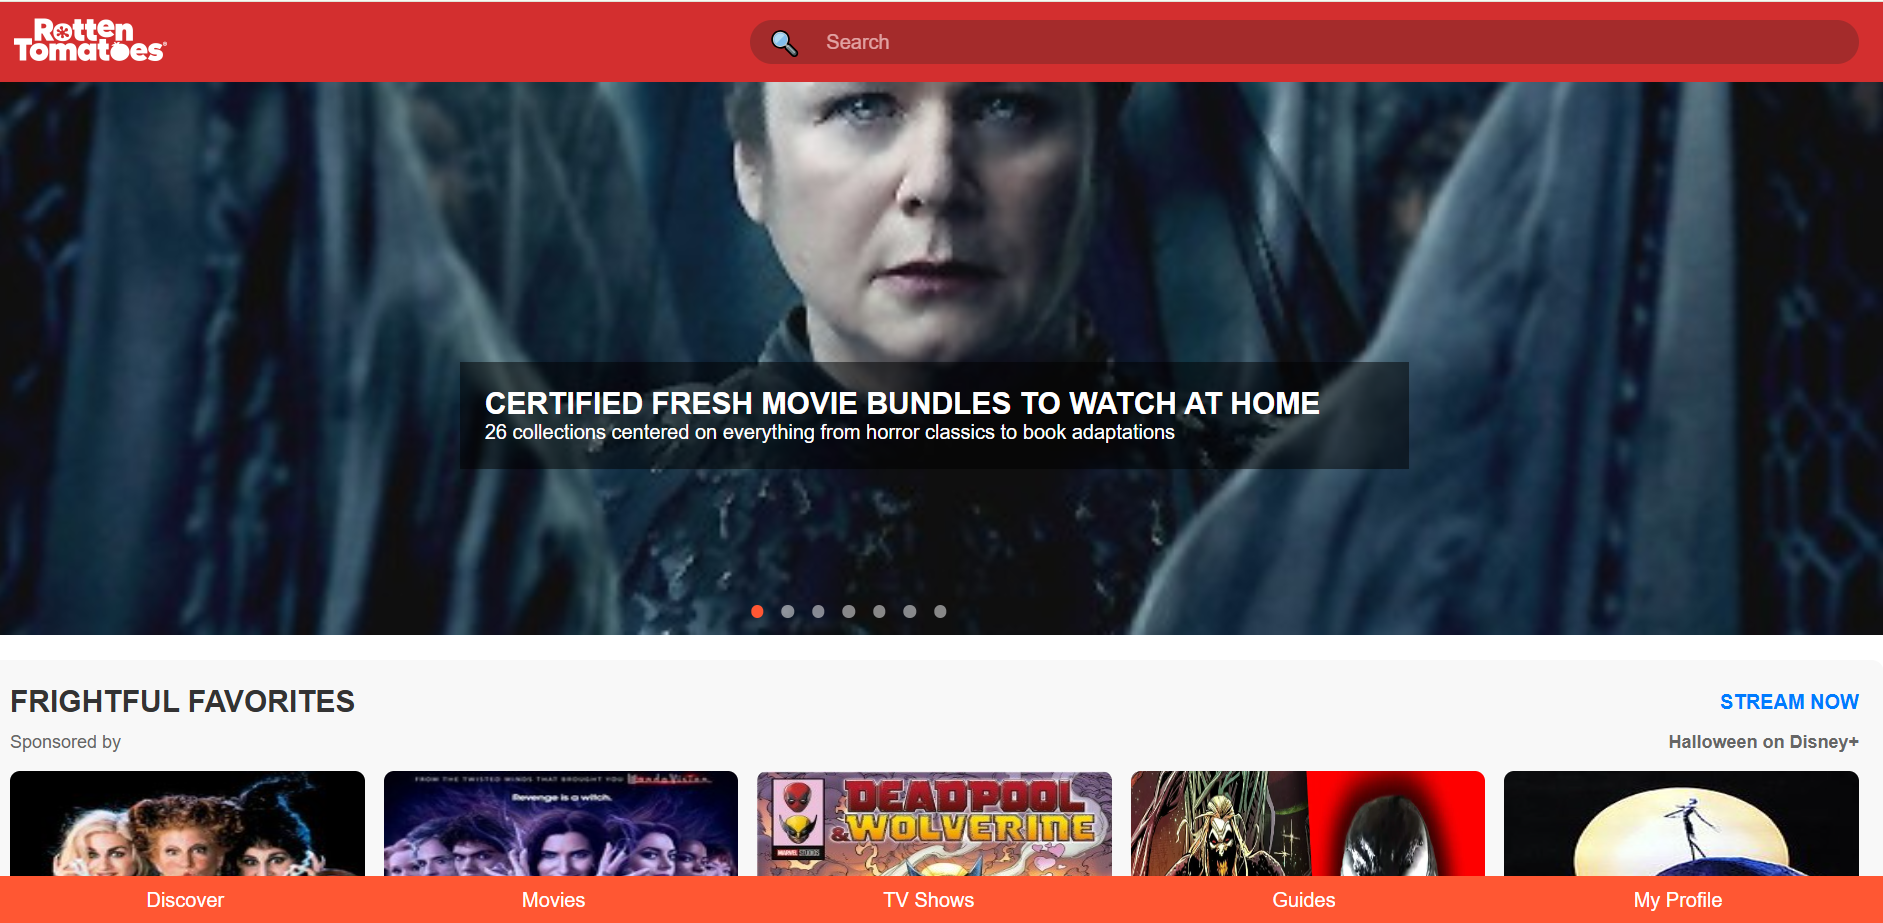 Rotten
Tomatoes
Search
CERTIFIED FRESH MOVIE BUNDLES TO WATCH AT HOME
26 collections centered on everything from horror classics to book adaptations
FRIGHTFUL FAVORITES
STREAM NOW
Sponsored by
Halloween on Disney+
FROM THE TWISTED MINDS THAT BROUGHT YOU WandaVision
Revenge is a witch.
DEADPOOL
& WOLVERINE
MARVEL STUDIOS
Discover
Movies
TV Shows
Guides
My Profile